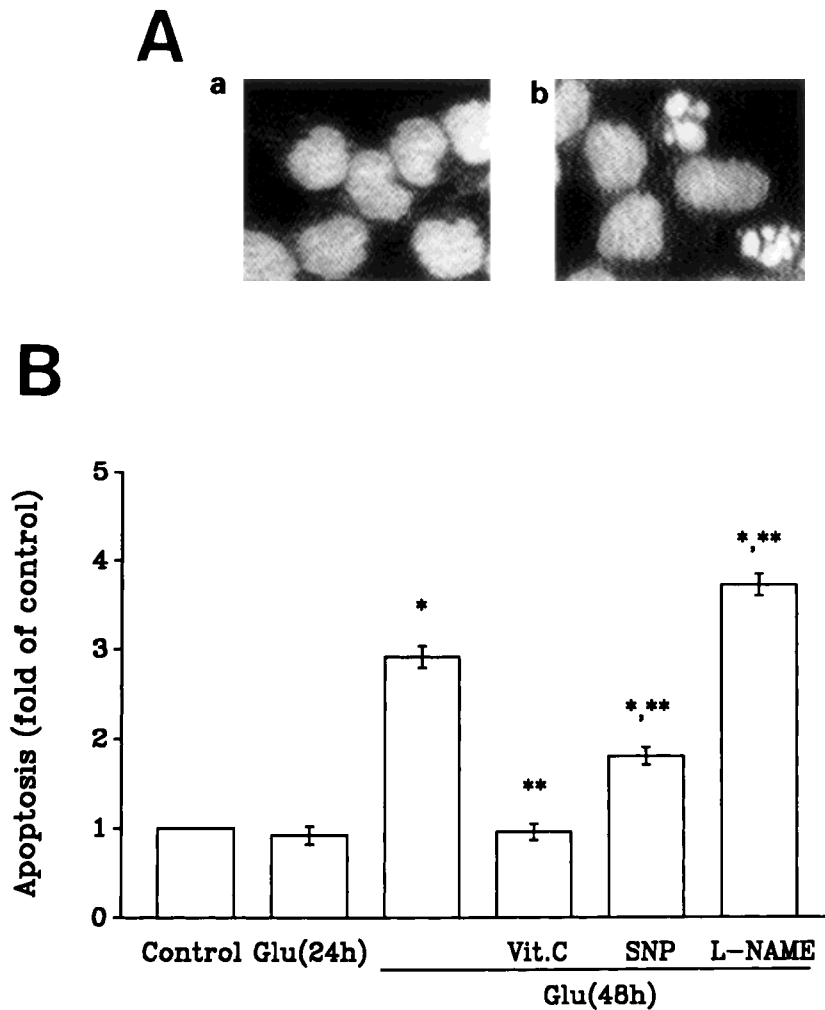 A
a
b
B
Apoptosis (fold of control)
5
4
3
2
1
0
*
**
*,**
*,**
Control Glu(24h)
Vit.C
SNP
L-NAME
Glu(48h)